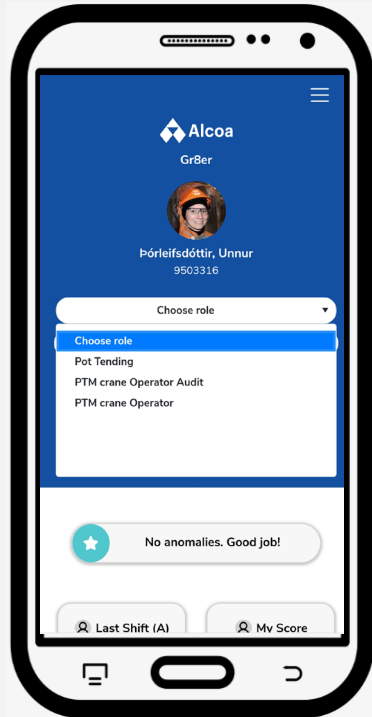 Alcoa
Gr8er
Þórleifsdóttir, Unnur
9503316
Choose role
Choose role
Pot Tending
PTM crane Operator Audit
PTM crane Operator
No anomalies. Good job!
Last Shift (A)
My Score